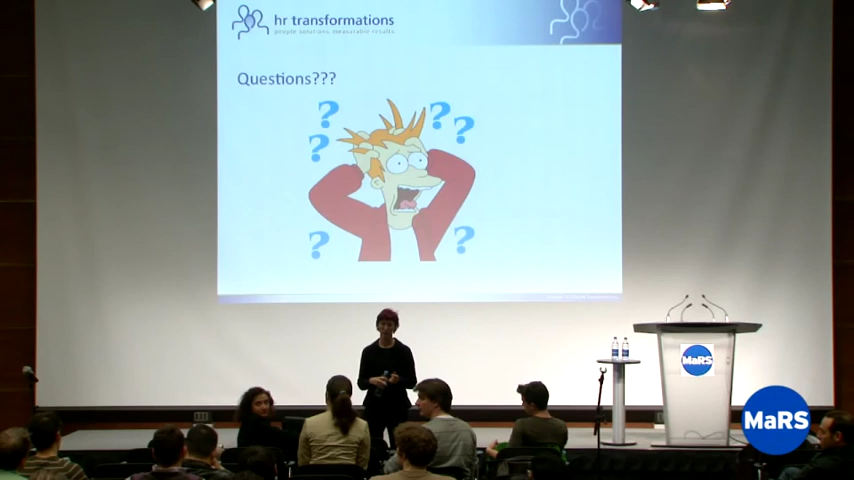 hr transformations
people solutions measurable results
Questions???
?
?
?
?
?
?
MaRS
MaRS